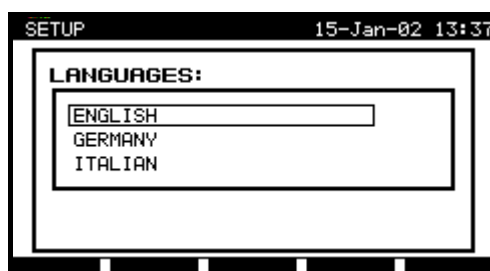 SETUP 15-Jan-02 13:37
LANGUAGES:
ENGLISH
GERMANY
ITALIAN